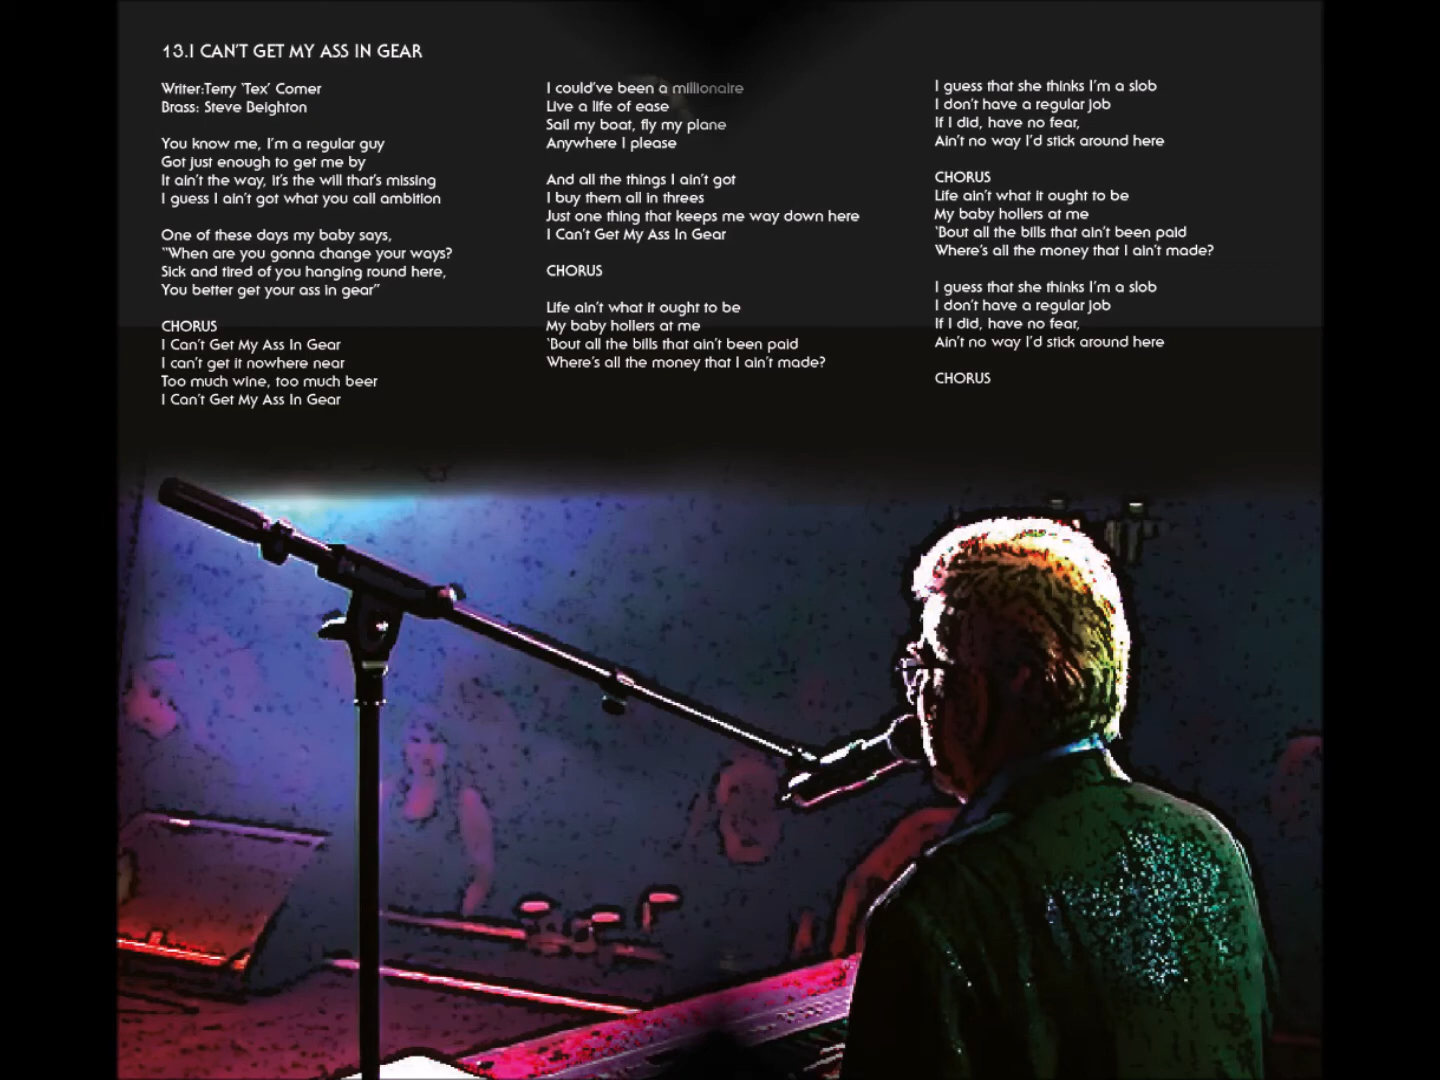 13.I CAN'T GET MY ASS IN GEAR
Writer:Terry 'Tex' Comer
Brass: Steve Beighton
You know me, I'm a regular guy
Got just enough to get me by
It ain't the way, it's the will that's missing
I guess I ain't got what you call ambition
One of these days my baby says,
"When are you gonna change your ways?
Sick and tired of you hanging round here,
You better get your ass in gear"
CHORUS
I Can't Get My Ass In Gear
I can't get it nowhere near
Too much wine, too much beer
I Can't Get My Ass In Gear
I could've been a millionaire
Live a life of ease
Sail my boat, fly my plane
Anywhere I please
And all the things I ain't got
I buy them all in threes
Just one thing that keeps me way down here
I Can't Get My Ass In Gear
CHORUS
Life ain't what it ought to be
My baby hollers at me
'Bout all the bills that ain't been paid
Where's all the money that I ain't made?
I guess that she thinks I'm a slob
I don't have a regular job
If I did, have no fear,
Ain't no way I'd stick around here
CHORUS
Life ain't what it ought to be
My baby hollers at me
'Bout all the bills that ain't been paid
Where's all the money that I ain't made?
I guess that she thinks I'm a slob
I don't have a regular job
If I did, have no fear,
Ain't no way I'd stick around here
CHORUS